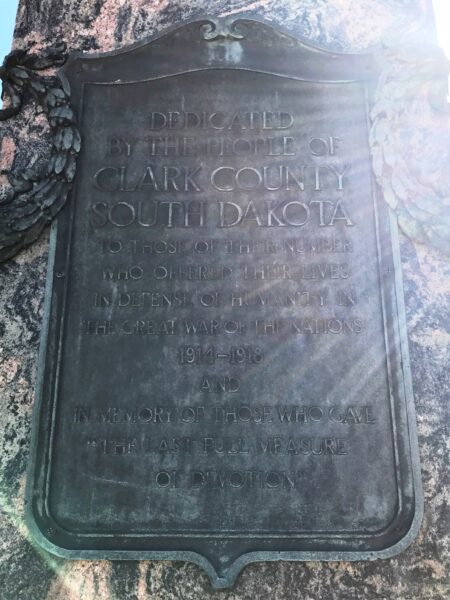 DEDICATED
BY THE PEOPLE OF
CLARK COUNTY
SOUTH DAKOTA
TO THOSE OF THEIR NUMBER
WHO OFFERED THEIR LIVES
IN DEFENSE OF HUMANITY IN
THE GREAT WAR OF THE NATIONS
1914-1918
AND
IN MEMORY OF THOSE WHO GAVE
"THE LAST FULL MEASURE
OF DEVOTION"